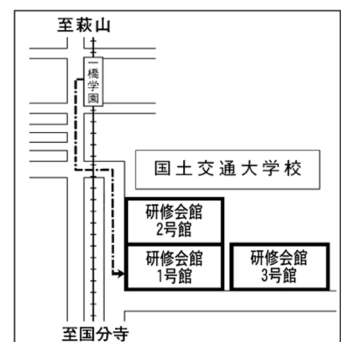 至萩山
一橋学園
国土交通大学校
研修会館
2号館
研修会館
1号館
研修会館
3号館
至国分寺